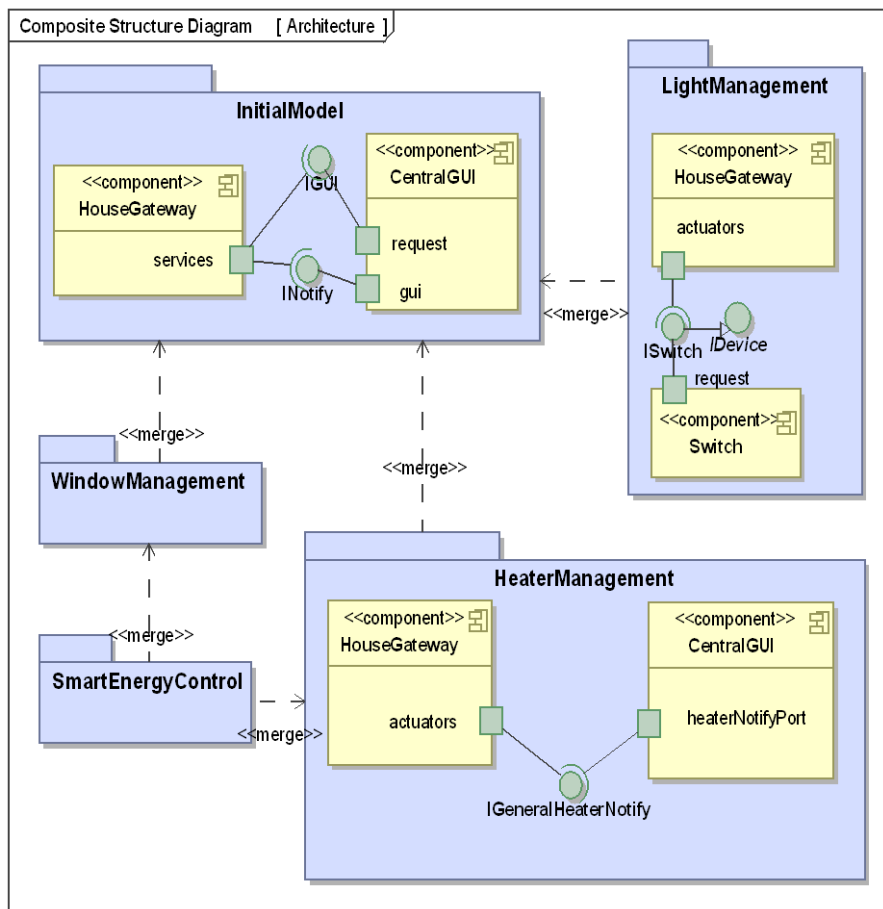 Composite Structure Diagram [ Architecture ]
InitialModel
<<component>>
HouseGateway
services
IGUI
INotify
<<component>>
CentralGUI
request
gui
LightManagement
<<component>>
HouseGateway
actuators
ISwitch
IDevice
request
<<component>>
Switch
<<merge>>
<<merge>>
<<merge>>
WindowManagement
<<merge>>
SmartEnergyControl
<<merge>>
HeaterManagement
<<component>>
HouseGateway
actuators
<<component>>
CentralGUI
heaterNotifyPort
IGeneralHeaterNotify